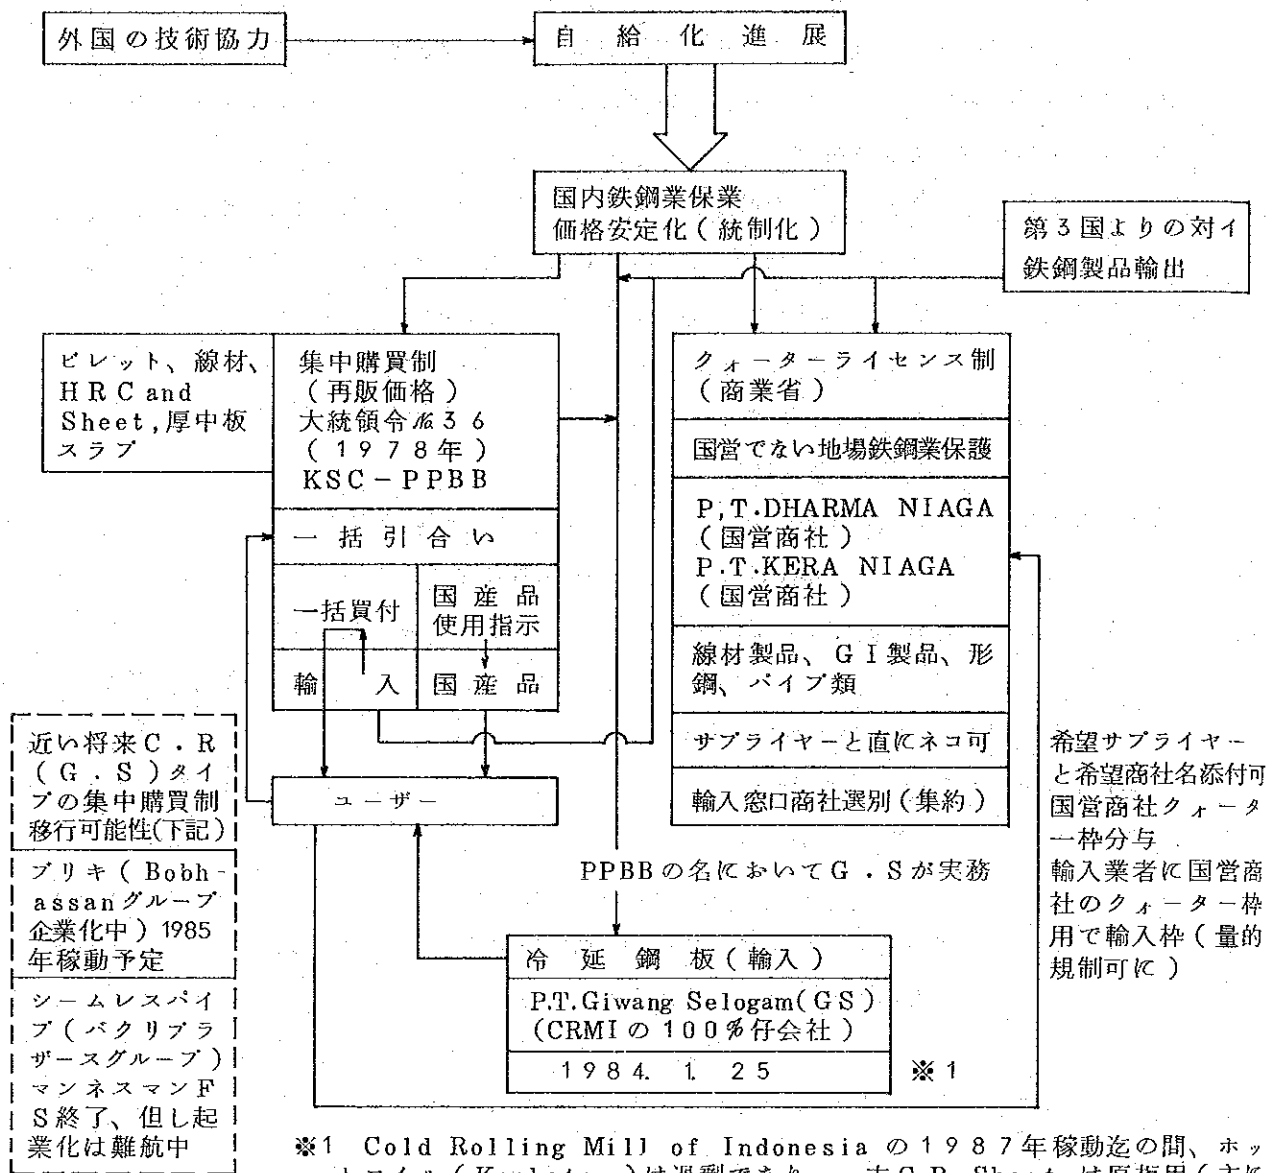 外国の技術協力
自給化進展
国内鉄鋼業保業
価格安定化(統制化)
第3国よりの対イ
鉄鋼製品輸出
ビレット、線材、
HRC and
Sheet,厚中板
スラブ
集中購買制
(再販価格)
大統領令№36
(1978年)
KSC-PPBB
一括引合い
一括買付
国産品
使用指示
輸入
国産品
ユーザー
クォーターライセンス制
(商業省)
国営でない地場鉄鋼業保護
P,T.DHARMA NIAGA
(国営商社)
P.T.KERA NIAGA
(国営商社)
線材製品、GI製品、形
鋼、パイプ類
サプライヤーと直にネコ可
輸入窓口商社選別(集約)
希望サプライヤー
と希望商社名添付可
国営商社クォータ
ー枠分与
輸入業者に国営商
社のクォーター枠
用で輸入枠(量的
規制可に)
近い将来C.R
(G.S)タイ
プの集中購買制
移行可能性(下記)
ブリキ(Bobh-
assanグループ
企業化中)1985
年稼動予定
シームレスパイ
プ(バクリブラ
ザースグループ)
マンネスマンF
S終了、但し起
業化は難航中
PPBBの名においてG.Sが実務
冷延鋼板(輸入)
P.T.Giwang Selogam(GS)
(CRMIの100%仔会社)
1984. 1. 25
※1
※1 Cold Rolling Mill of Indonesia の1987年稼動迄の間、ホッ